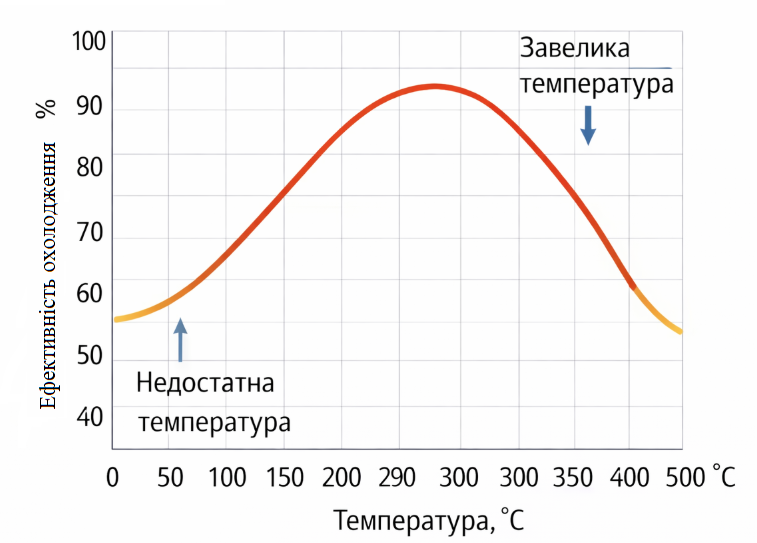 100
90
80
70
60
50
40
Ефективність охолодження %
Завелика
температура
Недостатна
температура
0 50 100 150 200 290 300 300 350 400 500 °C
Температура, °C